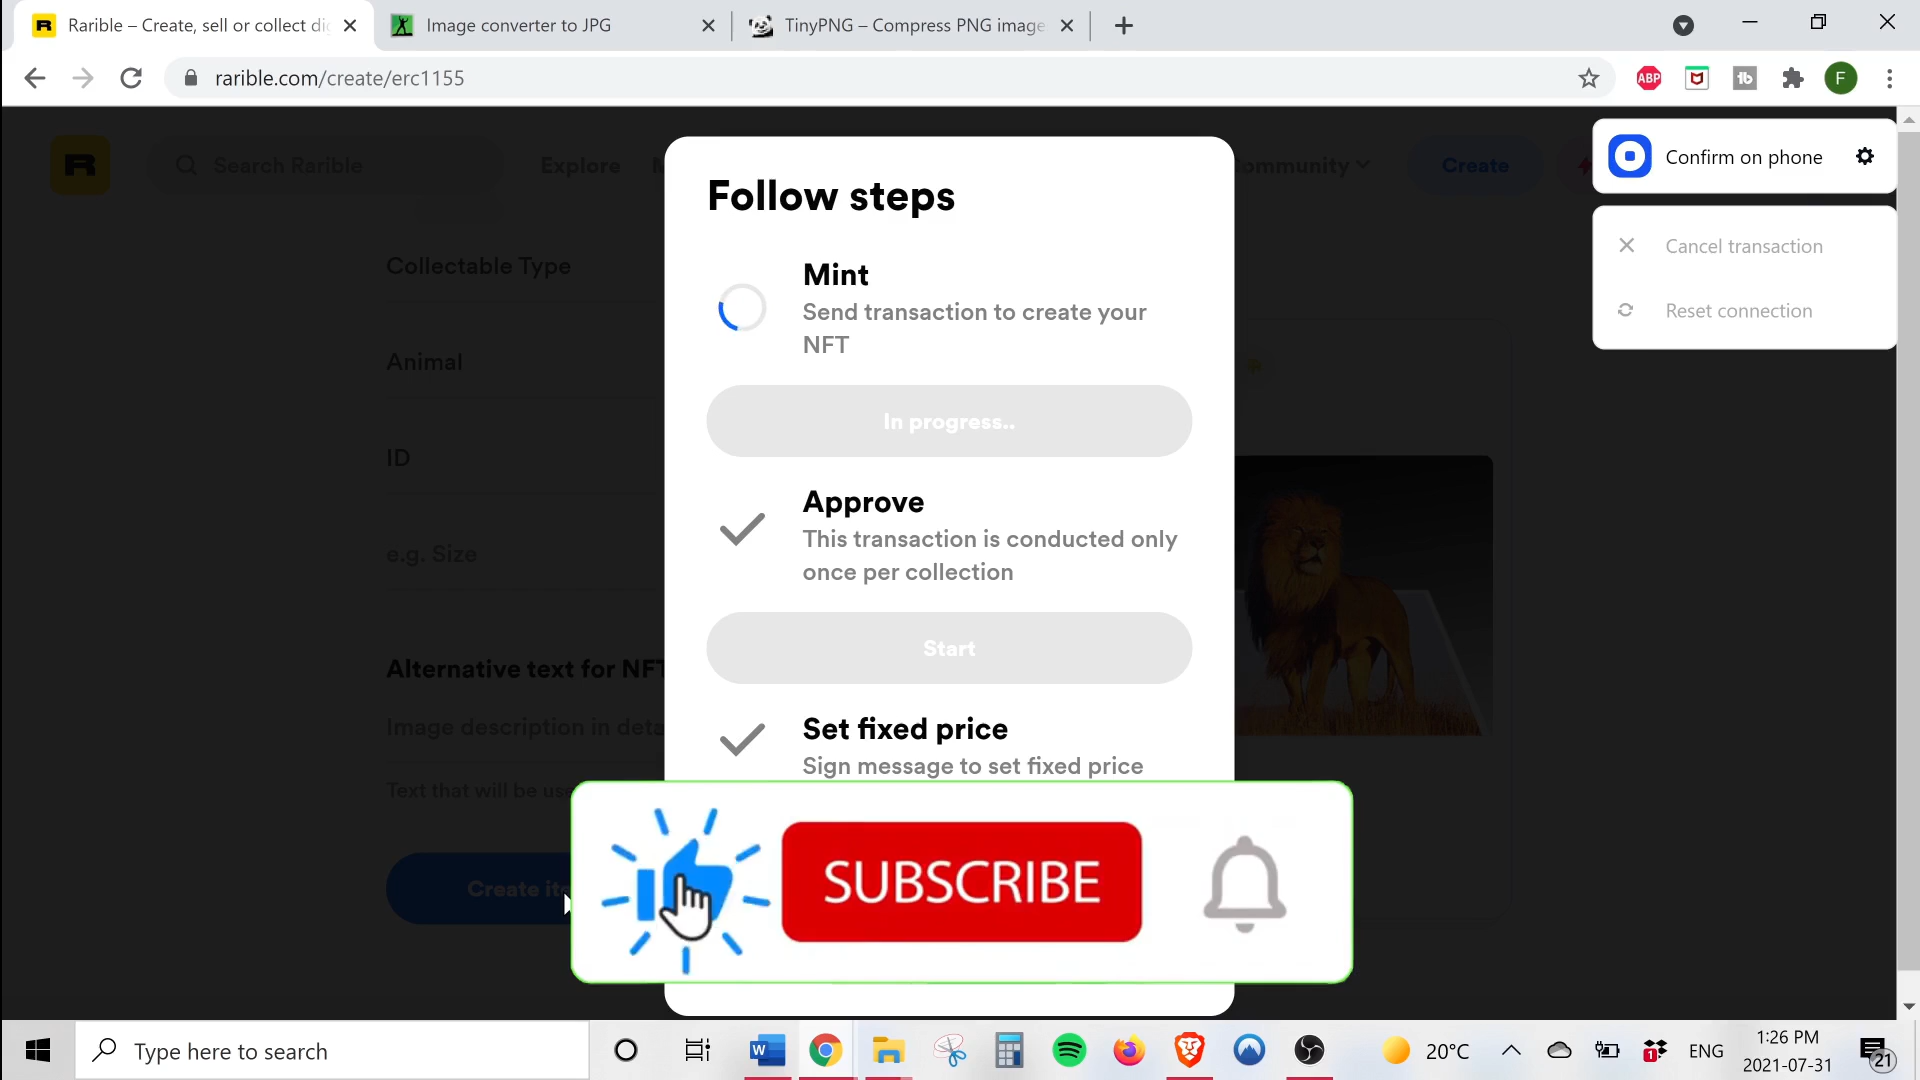 Rarible – Create, sell or collect di
Image converter to JPG
TinyPNG – Compress PNG image
rarible.com/create/erc1155
ABP
F
Search Rarible
Explore
ommunity
Create
Confirm on phone
Cancel transaction
Reset connection
Follow steps
Mint
Send transaction to create your
NFT
In progress..
Approve
This transaction is conducted only
once per collection
Start
Set fixed price
Sign message to set fixed price
Collectable Type
Animal
ID
e.g. Size
Alternative text for NFT
Image description in deta
Text that will be use
Create ite
SUBSCRIBE
Type here to search
20°C
1
ENG
1:26 PM
2021-07-31
21